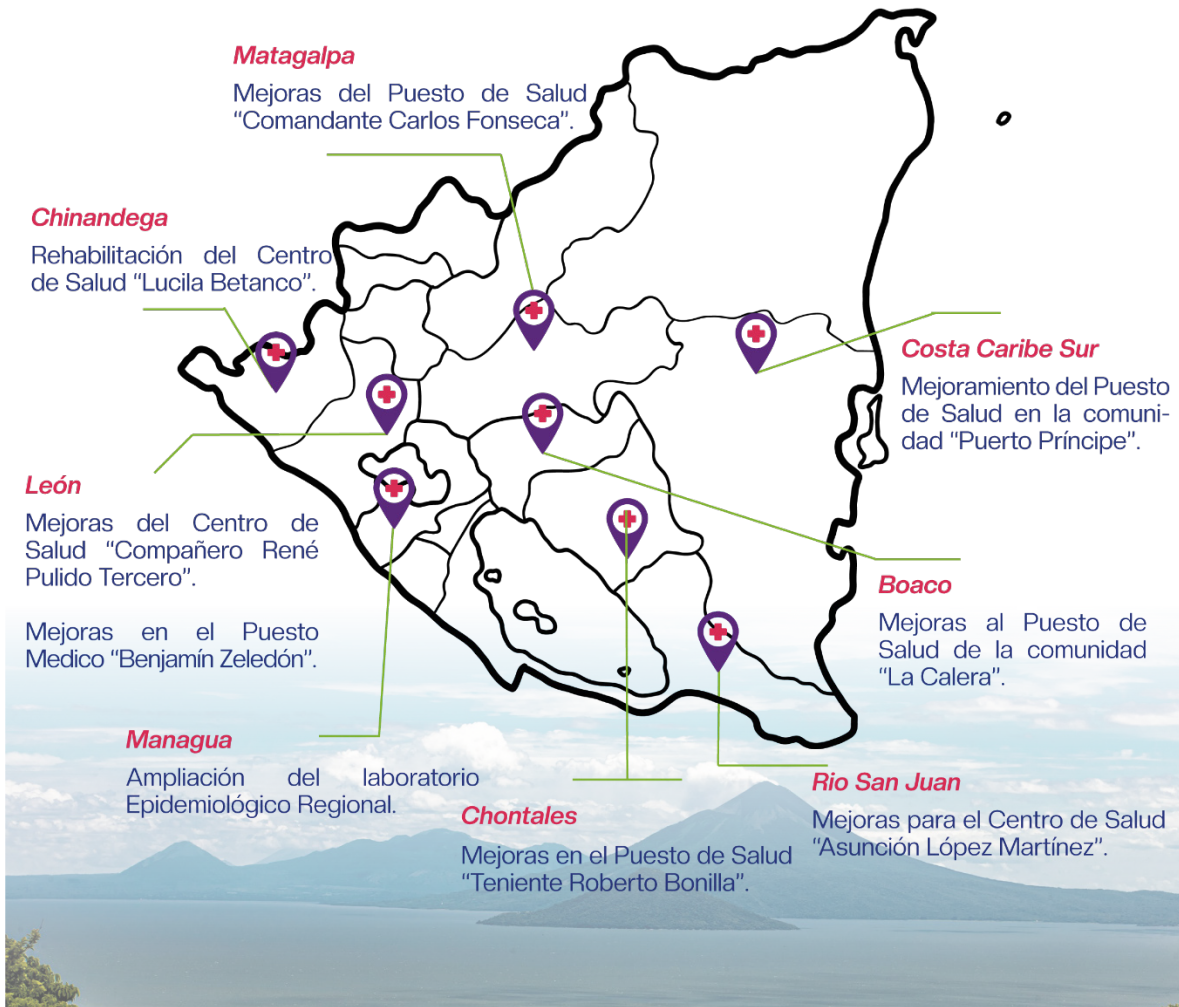 Matagalpa
Mejoras del Puesto de Salud
“Comandante Carlos Fonseca”.
Chinandega
Rehabilitación del Centro
de Salud “Lucila Betanco”.
Costa Caribe Sur
Mejoramiento del Puesto
de Salud en la comuni-
dad “Puerto Príncipe”.
León
Mejoras del Centro de
Salud “Compañero René
Pulido Tercero”.
Mejoras en el Puesto
Medico “Benjamín Zeledón”.
Boaco
Mejoras al Puesto de
Salud de la comunidad
“La Calera”.
Managua
Ampliación del laboratorio
Epidemiológico Regional.
Chontales
Mejoras en el Puesto de Salud
“Teniente Roberto Bonilla”.
Rio San Juan
Mejoras para el Centro de Salud
“Asunción López Martínez”.